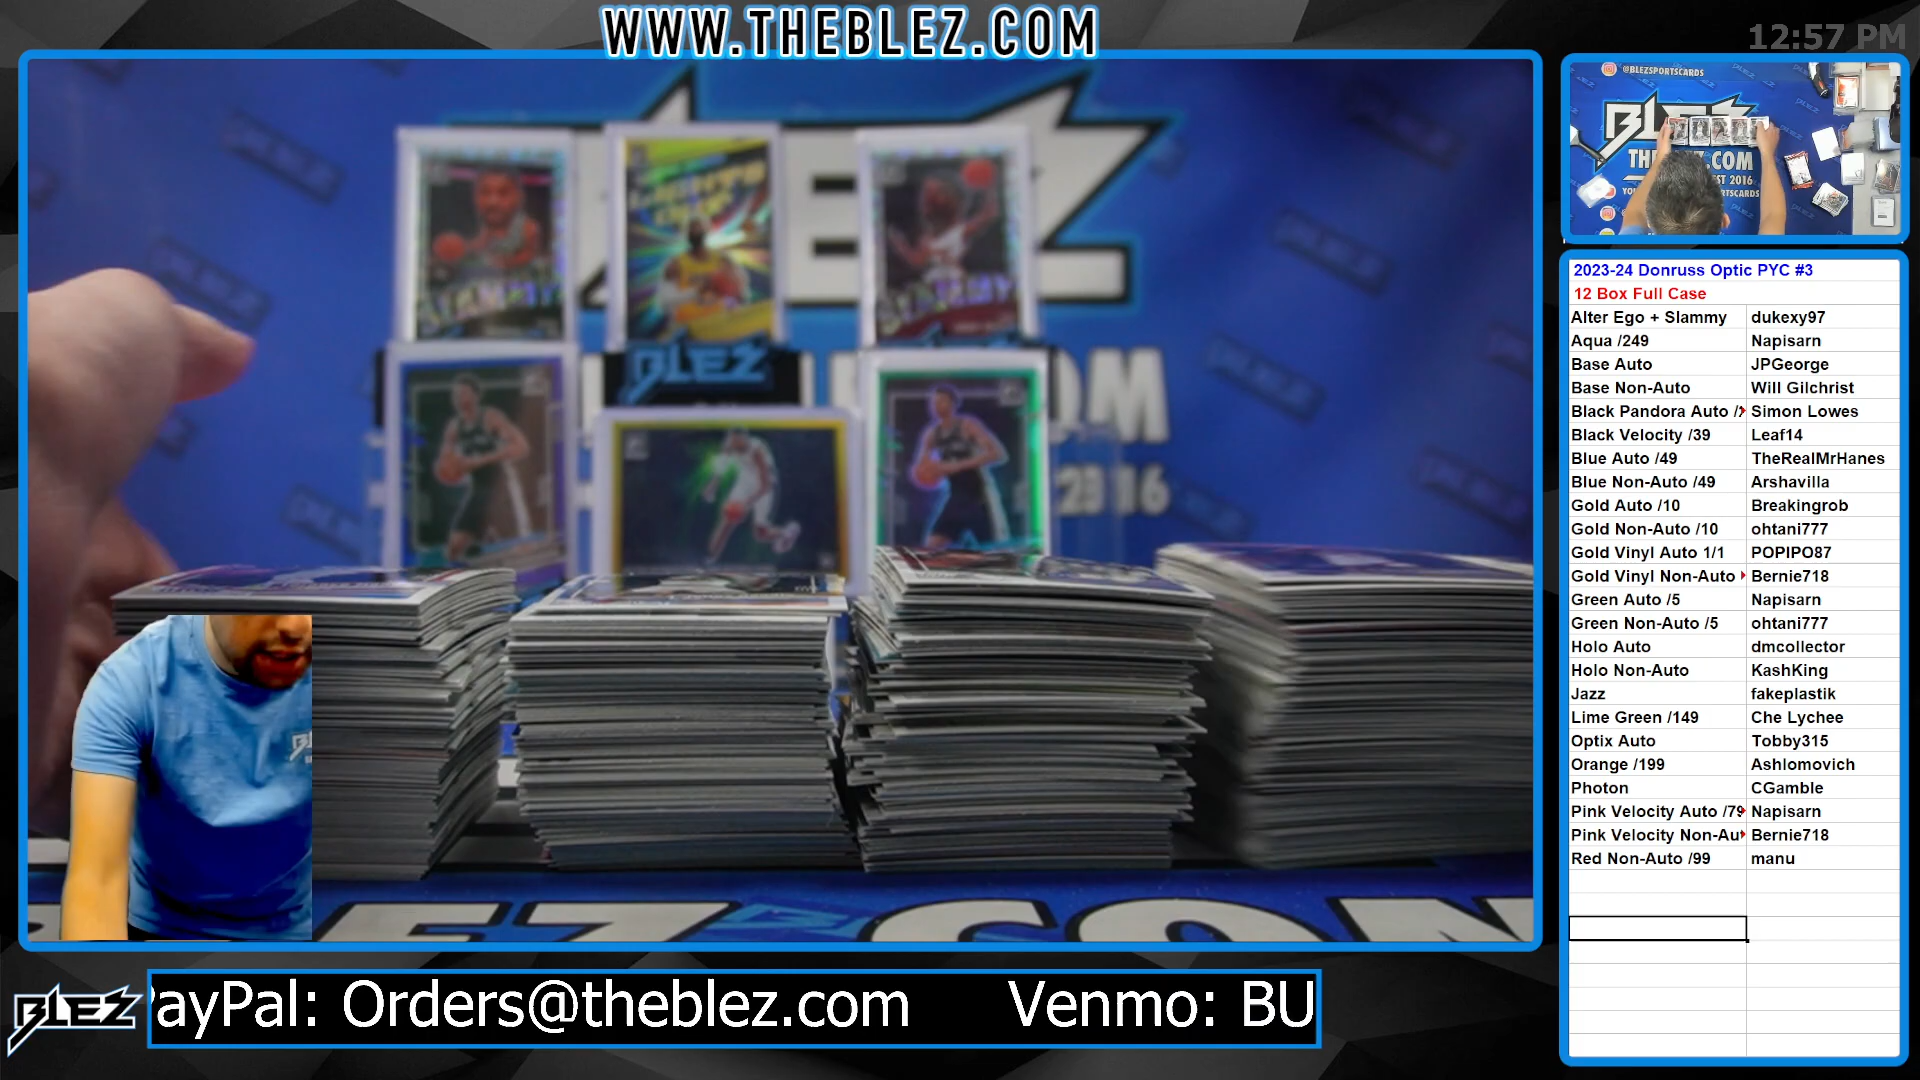 WWW.THEBLEZ.COM
12:57 PM
@BLEZSPORTSCARDS
BLEZ
2023-24 Donruss Optic PYC #3
12 Box Full Case
Alter Ego + Slammy dukexy97
Aqua /249 Napisarn
Base Auto JPGeorge
Base Non-Auto Will Gilchrist
Black Pandora Auto / Simon Lowes
Black Velocity /39 Leaf14
Blue Auto /49 TheRealMrHanes
Blue Non-Auto /49 Arshavilla
Gold Auto /10 Breakingrob
Gold Non-Auto /10 ohtani777
Gold Vinyl Auto 1/1 POPIPO87
Gold Vinyl Non-Auto Bernie718
Green Auto /5 Napisarn
Green Non-Auto /5 ohtani777
Holo Auto dmcollector
Holo Non-Auto KashKing
Jazz fakeplastik
Lime Green /149 Che Lychee
Optix Auto Tobby315
Orange /199 Ashlomovich
Photon CGamble
Pink Velocity Auto /79 Napisarn
Pink Velocity Non-Au Bernie718
Red Non-Auto /99 manu
BLEZ
ayPal: Orders@theblez.com Venmo: BU